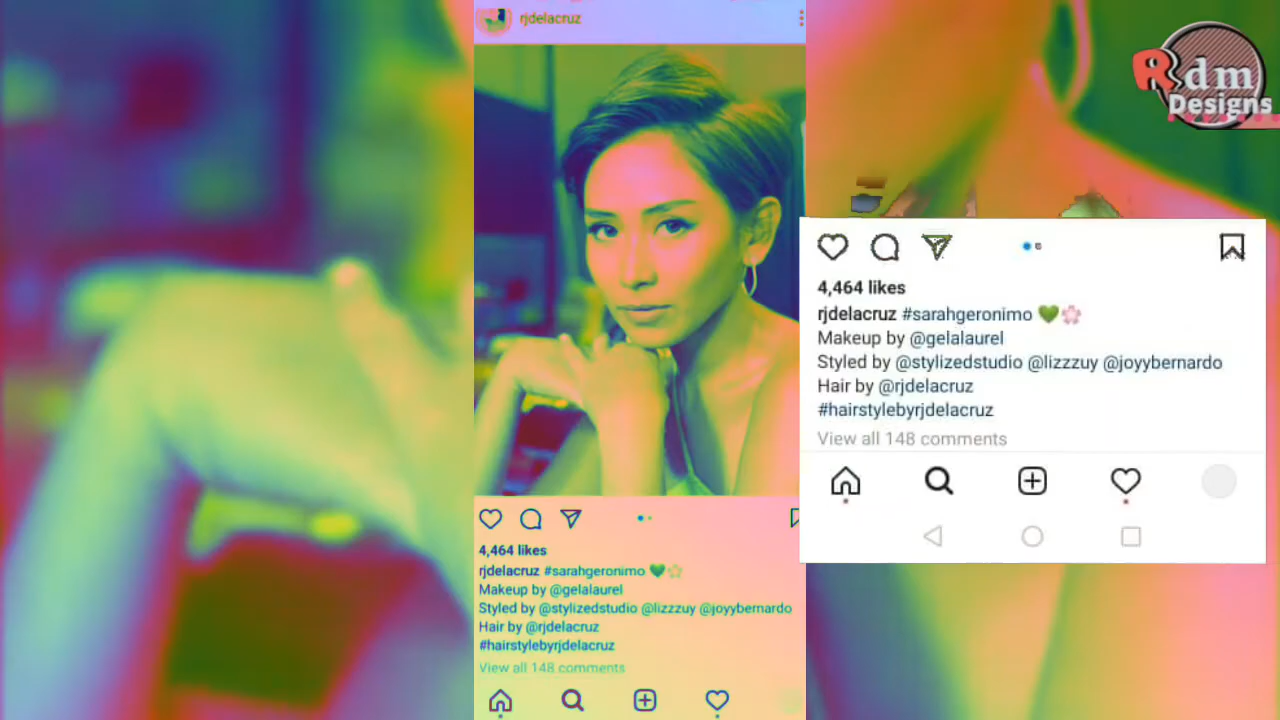 rjdelacruz
4,464 likes
rjdelacruz #sarahgeronimo 💚🌸
Makeup by @gelalaurel
Styled by @stylizedstudio @lizzzuy @joyybernardo
Hair by @rjdelacruz
#hairstylebyrjdelacruz
View all 148 comments
Rdm
Designs
4,464 likes
rjdelacruz #sarahgeronimo 💚🌸
Makeup by @gelalaurel
Styled by @stylizedstudio @lizzzuy @joyybernardo
Hair by @rjdelacruz
#hairstylebyrjdelacruz
View all 148 comments